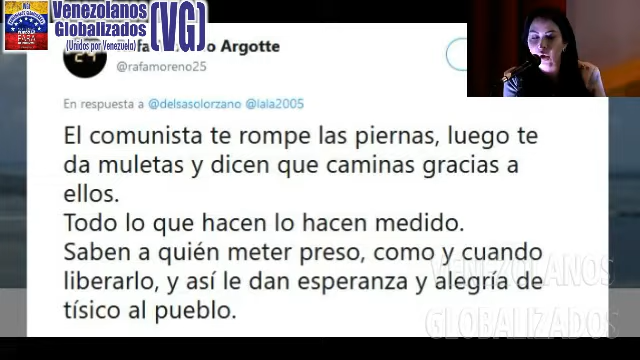 Venezolanos
Globalizados
(Unidos por Venezuela)
(VG)
Argotte
@rafamoreno25
En respuesta a @delsasolorzano @lala2005
El comunista te rompe las piernas, luego te
da muletas y dicen que caminas gracias a
ellos.
Todo lo que hacen lo hacen medido.
Saben a quién meter preso, como y cuando
liberarlo, y así le dan esperanza y alegría de
tísico al pueblo.
VENEZOLANOS
GLOBALIZADOS